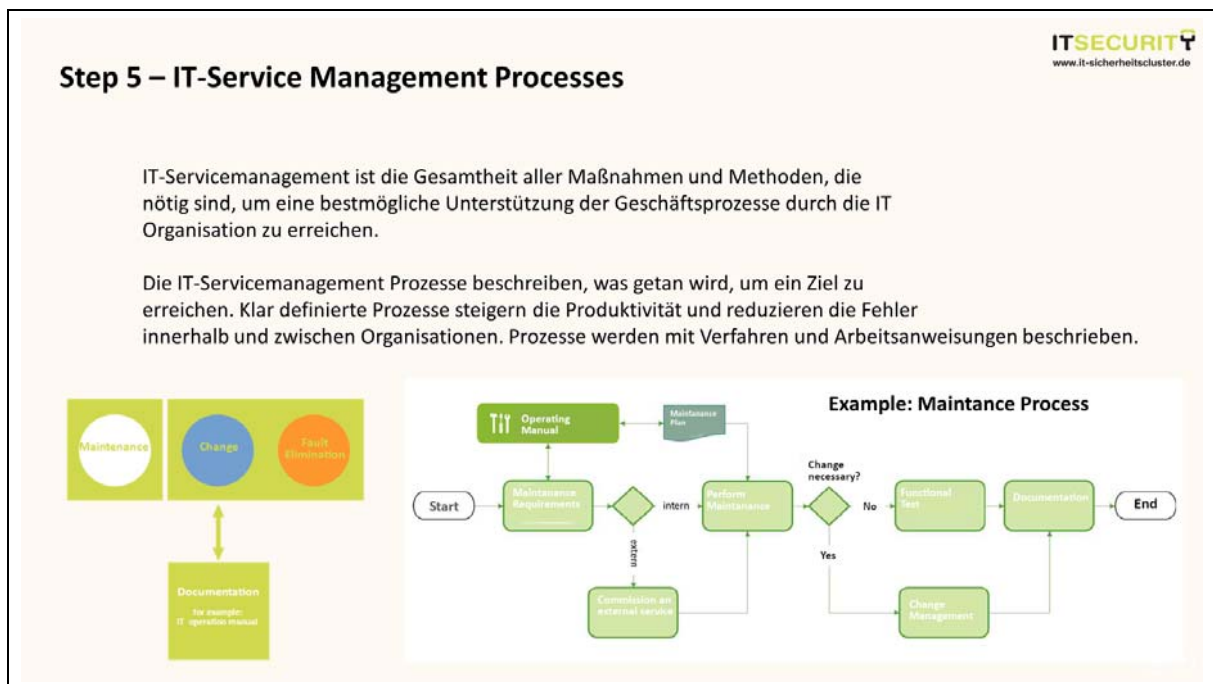 ITSECURITY
www.it-sicherheitscluster.de
Step 5 – IT-Service Management Processes
IT-Servicemanagement ist die Gesamtheit aller Maßnahmen und Methoden, die
nötig sind, um eine bestmögliche Unterstützung der Geschäftsprozesse durch die IT
Organisation zu erreichen.
Die IT-Servicemanagement Prozesse beschreiben, was getan wird, um ein Ziel zu
erreichen. Klar definierte Prozesse steigern die Produktivität und reduzieren die Fehler
innerhalb und zwischen Organisationen. Prozesse werden mit Verfahren und Arbeitsanweisungen beschrieben.
Maintenance
Change
Fault
Elimination
Documentation
for example:
IT operation manual
Example: Maintance Process
Operating
Manual
Maintanance
Plan
Start
Maintanance
Requirements
intern
extern
Commission an
external service
Perform
Maintanance
Change
necessary?
No
Yes
Functional
Test
Change
Management
Documentation
End